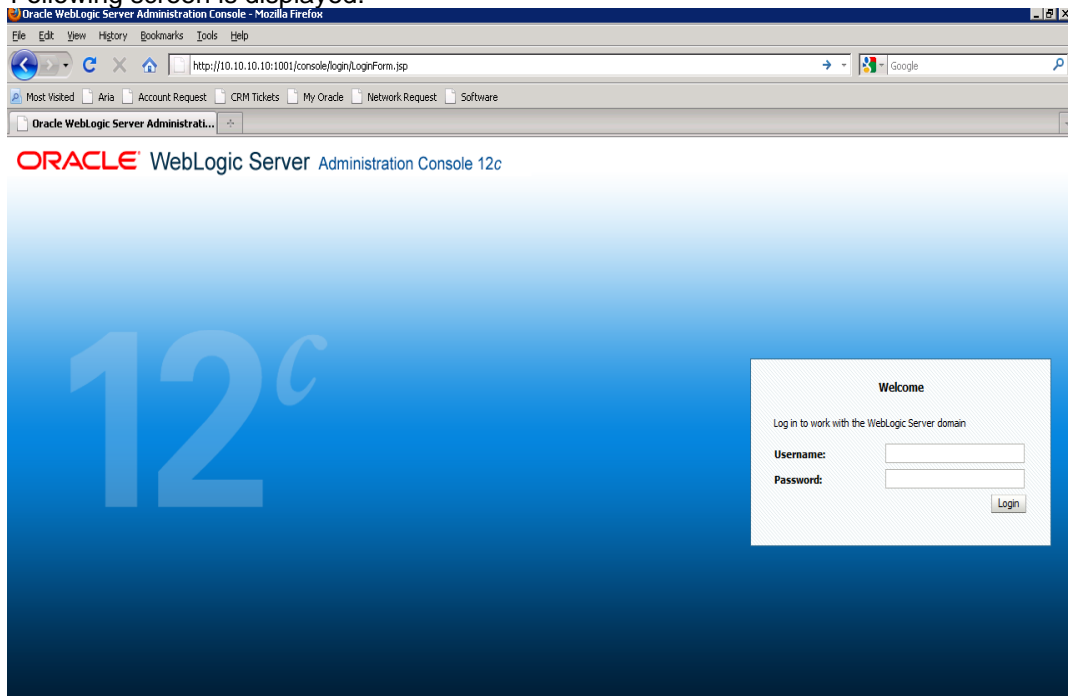 Following screen is displayed:
Oracle WebLogic Server Administration Console - Mozilla Firefox
File Edit View History Bookmarks Tools Help
http://10.10.10.10:1001/console/login/LoginForm.jsp
Google
Most Visited Aria Account Request CRM Tickets My Oracle Network Request Software
Oracle WebLogic Server Administrati...
ORACLE WebLogic Server Administration Console 12c
12c
Welcome
Log in to work with the WebLogic Server domain
Username:
Password:
Login